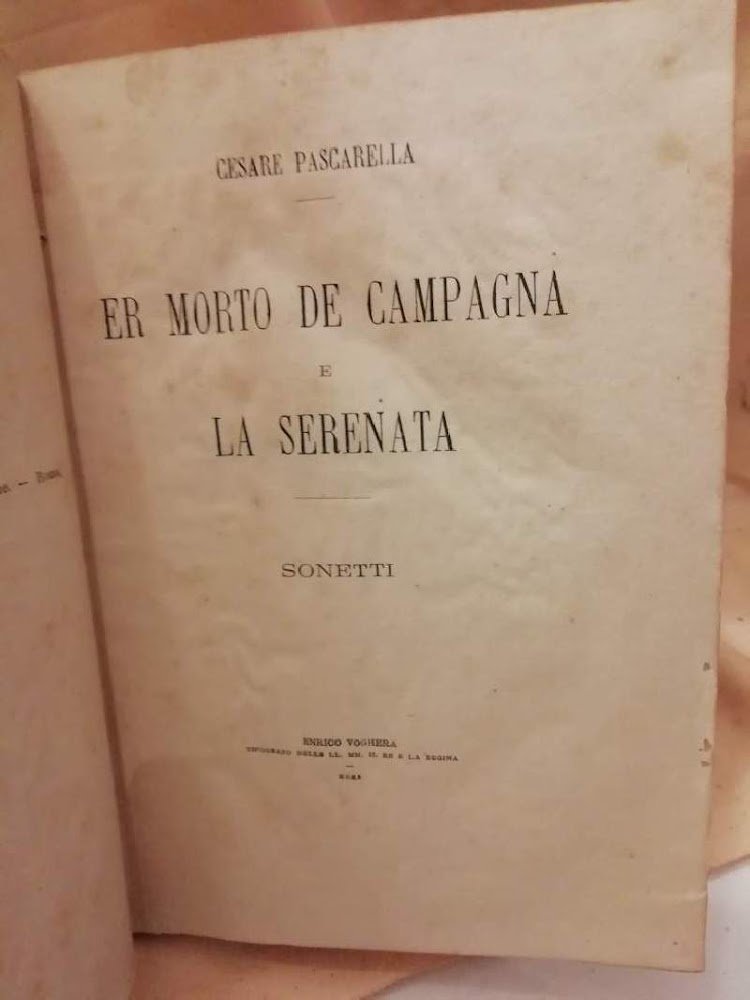 CESARE PASCARELLA
ER MORTO DE CAMPAGNA
E
LA SERENATA
SONETTI
ENRICO VOGHERA
TIPOGRAFO DELLE LL. MM. IL RE E LA REGINA
ROMA
— Roma